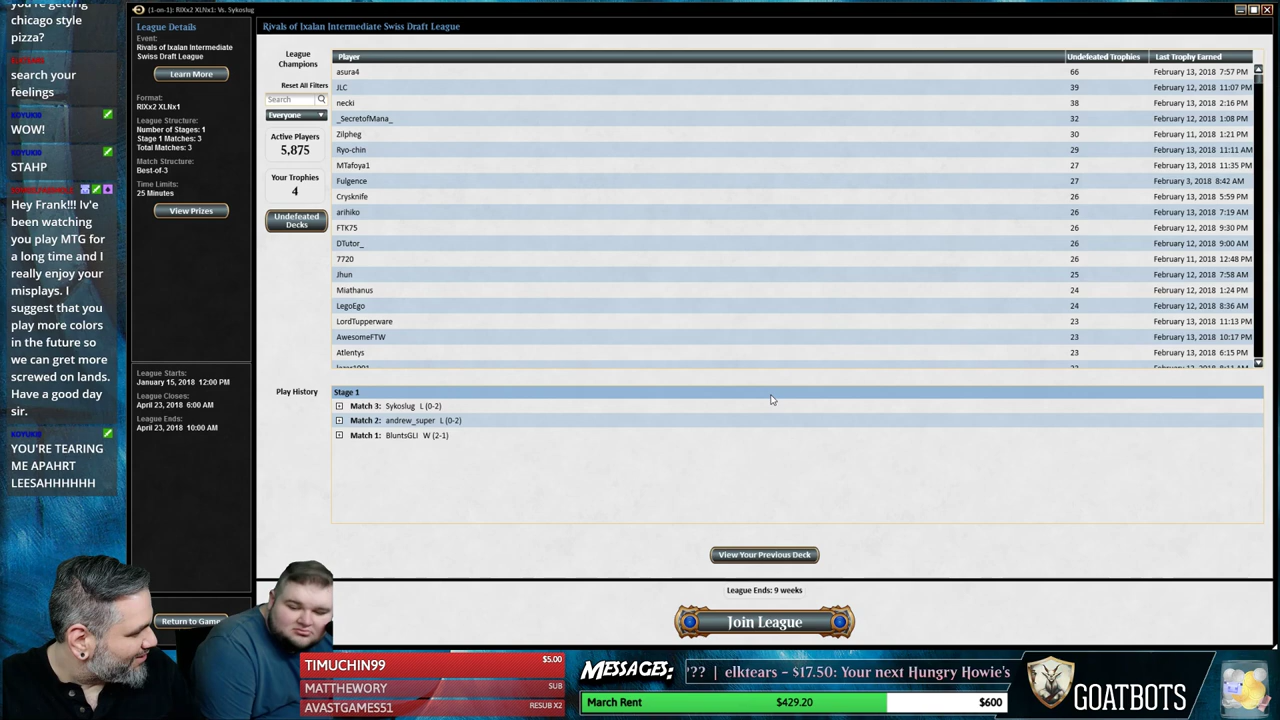 you're getting
chicago style
pizza?
search your
feelings
KOYUKI0
WOW!
KOYUKI0
STAHP
Hey Frank!!! Iv'e
been watching
you play MTG for
a long time and I
really enjoy your
misplays. I
suggest that you
play more colors
in the future so
we can gret more
screwed on lands.
Have a good day
sir.
KOYUKI0
YOU'RE TEARING
ME APAHRT
LEESAHHHHHH
(1-on-1): RIXx2 XLNx1: Vs. Sykoslug
League Details
Event:
Rivals of Ixalan Intermediate
Swiss Draft League
Learn More
Format:
RIXx2 XLNx1
League Structure:
Number of Stages: 1
Stage 1 Matches: 3
Total Matches: 3
Match Structure:
Best-of-3
Time Limits:
25 Minutes
View Prizes
League Starts:
January 15, 2018 12:00 PM
League Closes:
April 23, 2018 6:00 AM
League Ends:
April 23, 2018 10:00 AM
Return to Game
Rivals of Ixalan Intermediate Swiss Draft League
League
Champions
Reset All Filters
Search
Everyone
Active Players
5,875
Your Trophies
4
Undefeated
Decks
Player Undefeated Trophies Last Trophy Earned
asura4 66 February 13, 2018 7:57 PM
JLC 39 February 12, 2018 11:07 PM
necki 38 February 13, 2018 2:16 PM
_SecretofMana_ 32 February 12, 2018 1:08 PM
Zilpheg 30 February 11, 2018 1:21 PM
Ryo-chin 29 February 11, 2018 11:11 AM
MTafoya1 27 February 13, 2018 11:35 PM
Fulgence 27 February 3, 2018 8:42 AM
Crysknife 26 February 13, 2018 5:59 PM
arihiko 26 February 13, 2018 7:19 AM
FTK75 26 February 12, 2018 9:30 PM
DTutor_ 26 February 12, 2018 9:00 AM
7720 26 February 11, 2018 12:48 PM
Jhun 25 February 12, 2018 7:58 AM
Miathanus 24 February 12, 2018 1:24 PM
LegoEgo 24 February 12, 2018 8:36 AM
LordTupperware 23 February 13, 2018 11:13 PM
AwesomeFTW 23 February 13, 2018 10:17 PM
Atlentys 23 February 13, 2018 6:15 PM
Play History
Stage 1
Match 3: Sykoslug L (0-2)
Match 2: andrew_super L (0-2)
Match 1: BluntsGLI W (2-1)
View Your Previous Deck
League Ends: 9 weeks
Join League
TIMUCHIN99 $5.00
MATTHEWORY SUB
AVASTGAMES51 RESUB X2
MESSAGES:
?? | elktears - $17.50: Your next Hungry Howie's
March Rent $429.20 $600
GOATBOTS